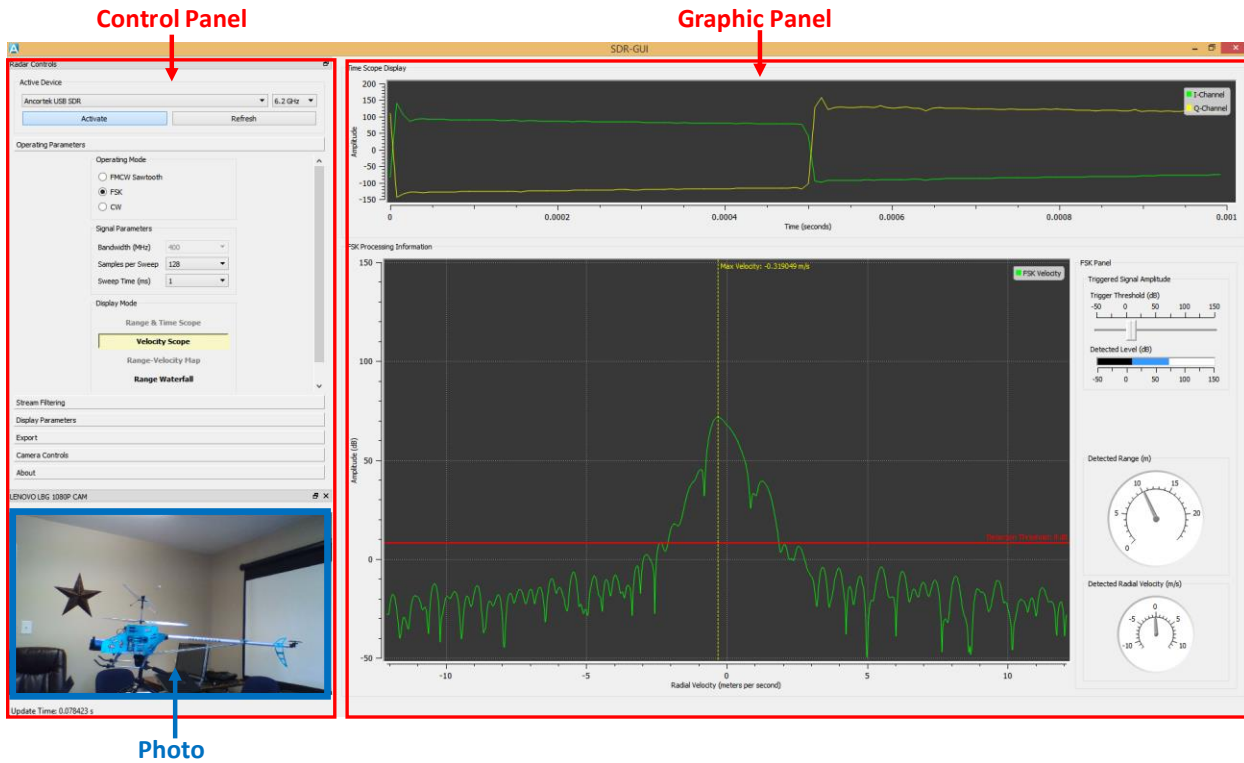 Control Panel
Graphic Panel
SDR-GUI
Radar Controls
Active Device
Ancortek USB SDR
6.2 GHz
Activate
Refresh
Operating Parameters
Operating Mode
FMCW Sawtooth
FSK
CW
Signal Parameters
Bandwidth (MHz) 400
Samples per Sweep 128
Sweep Time (ms) 1
Display Mode
Range & Time Scope
Velocity Scope
Range-Velocity Map
Range Waterfall
Stream Filtering
Display Parameters
Export
Camera Controls
About
LENOVO LBG 1080P CAM
Update Time: 0.078423 s
Photo
Time Scope Display
200
150
100
50
0
-50
-100
-150
Amplitude
I-Channel
Q-Channel
0 0.0002 0.0004 0.0006 0.0008 0.001
Time (seconds)
FSK Processing Information
Max Velocity: -0.319049 m/s
FSK Velocity
150
100
50
0
-50
Amplitude (dB)
-10 -5 0 5 10
Radial Velocity (meters per second)
FSK Panel
Triggered Signal Amplitude
Trigger Threshold (dB)
-50 0 50 100 150
Detected Level (dB)
-50 0 50 100 150
Detected Range (m)
0 5 10 15 20
Detected Radial Velocity (m/s)
-10 -5 0 5 10